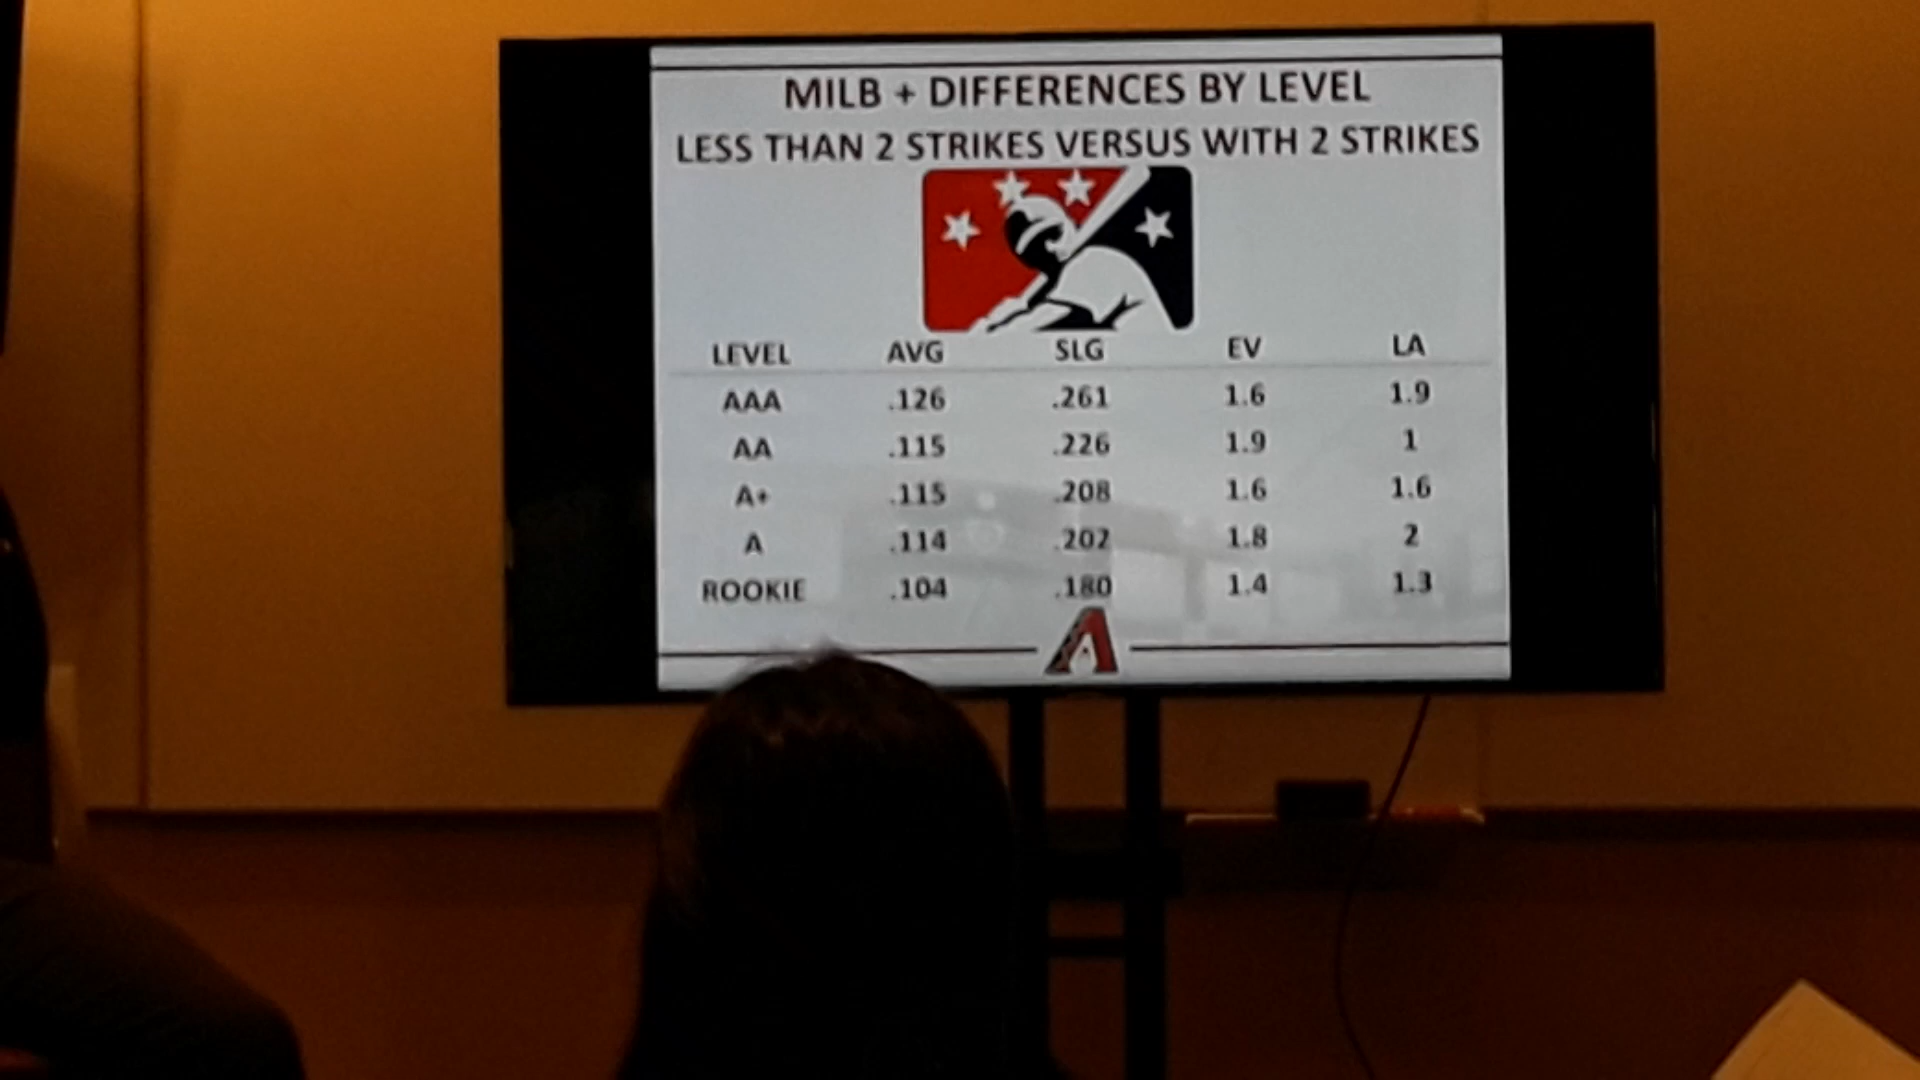 MILB + DIFFERENCES BY LEVEL
LESS THAN 2 STRIKES VERSUS WITH 2 STRIKES
LEVEL AVG SLG EV LA
AAA .126 .261 1.6 1.9
AA .115 .226 1.9 1
A+ .115 .208 1.6 1.6
A .114 .202 1.8 2
ROOKIE .104 .180 1.4 1.3
A